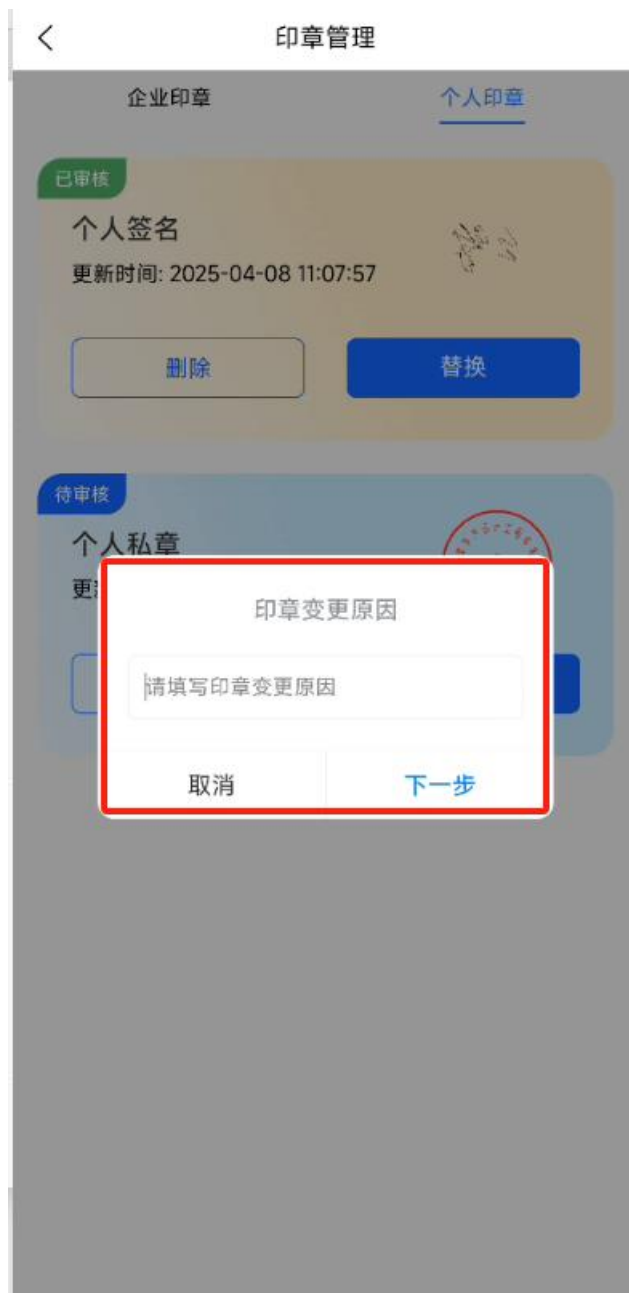 印章管理
企业印章 个人印章
已审核
个人签名
更新时间: 2025-04-08 11:07:57
删除 替换
待审核
个人私章
更
印章变更原因
请填写印章变更原因
取消 下一步